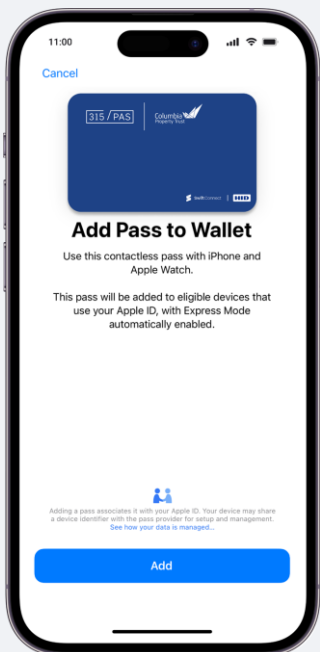 11:00
Cancel
315/PAS
Columbia
Property Trust
SwiftConnect
HID
Add Pass to Wallet
Use this contactless pass with iPhone and
Apple Watch.
This pass will be added to eligible devices that
use your Apple ID, with Express Mode
automatically enabled.
Adding a pass associates it with your Apple ID. Your device may share
a device identifier with the pass provider for setup and management.
See how your data is managed...
Add